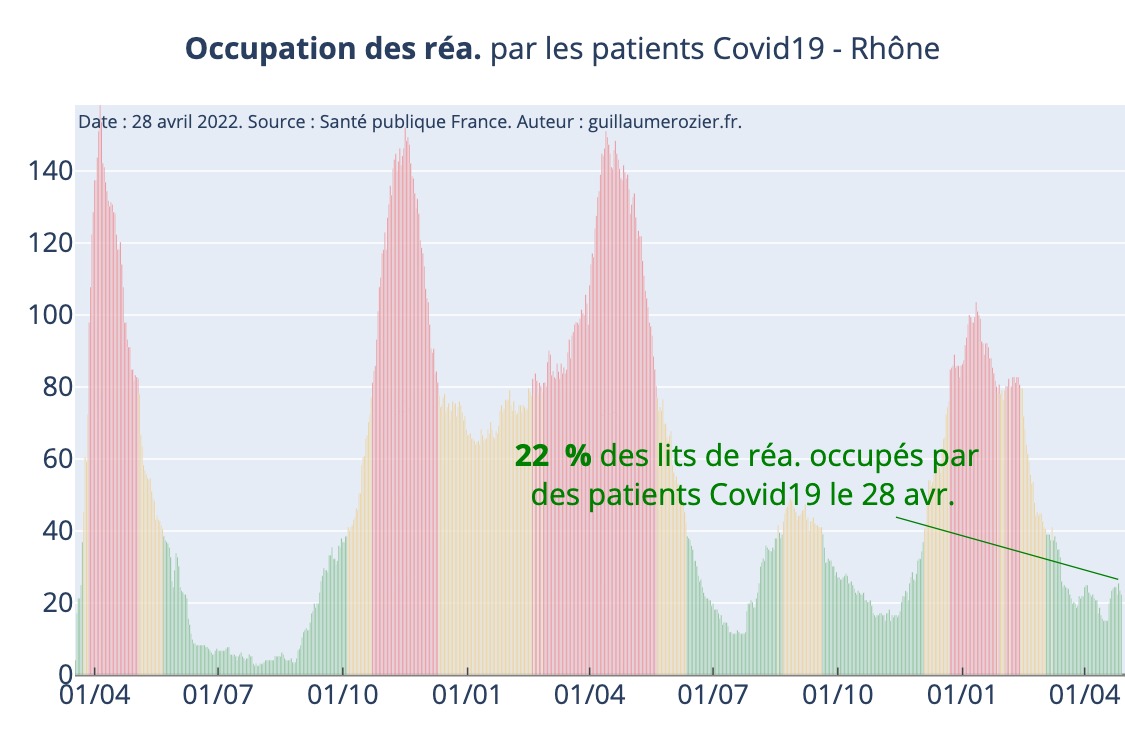 Occupation des réa. par les patients Covid19 - Rhône
Date : 28 avril 2022. Source : Santé publique France. Auteur : guillaumerozier.fr.
140
120
100
80
60
40
20
0
22 % des lits de réa. occupés par
des patients Covid19 le 28 avr.
01/04 01/07 01/10 01/01 01/04 01/07 01/10 01/01 01/04